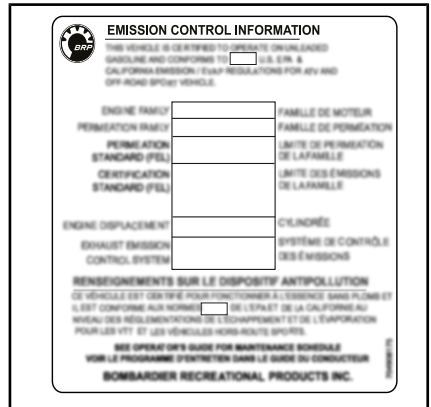 BRP
EMISSION CONTROL INFORMATION
THIS VEHICLE IS CERTIFIED TO OPERATE ON UNLEADED
GASOLINE AND CONFORMS TO U.S. EPA &
CALIFORNIA EMISSION / EVAP REGULATIONS FOR ATV AND
OFF-ROAD SPORT VEHICLE.
ENGINE FAMILY FAMILLE DE MOTEUR
PERMEATION FAMILY FAMILLE DE PERMÉATION
PERMEATION LIMITE DE PERMÉATION
STANDARD (FEL) DE LA FAMILLE
CERTIFICATION LIMITE DES ÉMISSIONS
STANDARD (FEL) DE LA FAMILLE
ENGINE DISPLACEMENT CYLINDRÉE
EXHAUST EMISSION SYSTÈME DE CONTRÔLE
CONTROL SYSTEM DES ÉMISSIONS
RENSEIGNEMENTS SUR LE DISPOSITIF ANTIPOLLUTION
CE VÉHICULE EST CERTIFIÉ POUR FONCTIONNER À L'ESSENCE SANS PLOMB ET
IL EST CONFORME AUX NORMES DE L'EPA ET DE LA CALIFORNIE AU
NIVEAU DES RÉGLEMENTATIONS DE L'ÉCHAPPEMENT ET DE L'ÉVAPORATION
POUR LES VTT ET LES VÉHICULES HORS-ROUTE SPORTS.
SEE OPERATOR'S GUIDE FOR MAINTENANCE SCHEDULE
VOIR LE PROGRAMME D'ENTRETIEN DANS LE GUIDE DU CONDUCTEUR
BOMBARDIER RECREATIONAL PRODUCTS INC.